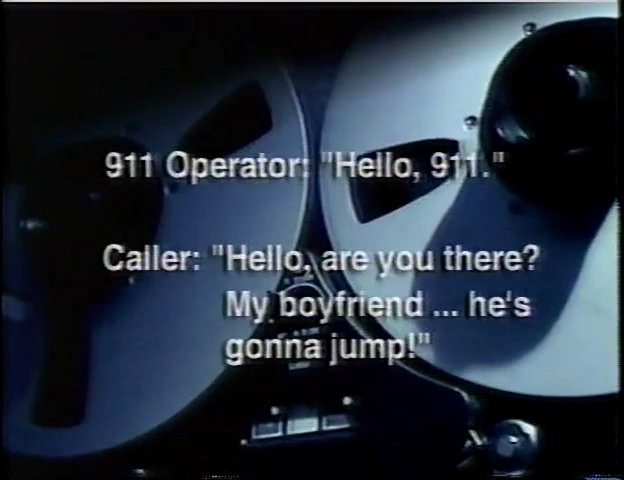 911 Operator: "Hello, 911."
Caller: "Hello, are you there?
My boyfriend ... he's
gonna jump!"